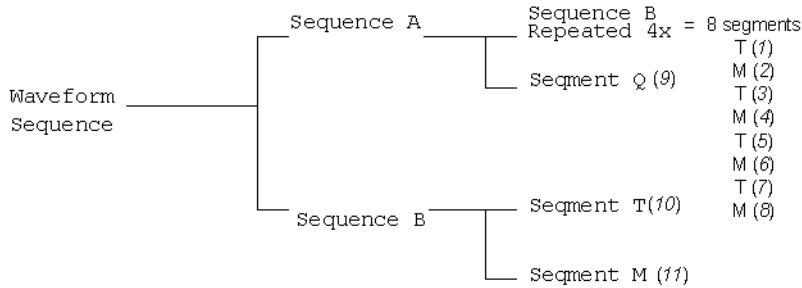 Sequence A
Sequence B
Repeated 4x = 8 segments
T (1)
M (2)
T (3)
M (4)
T (5)
M (6)
T (7)
M (8)
Seqment Q (9)
Waveform
Sequence
Sequence B
Seqment T(10)
Seqment M (11)